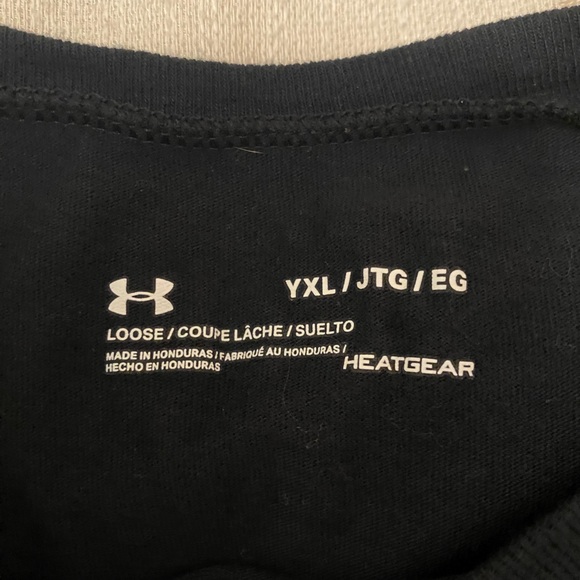 YXL / JTG / EG
LOOSE / COUPE LÂCHE / SUELTO
MADE IN HONDURAS / FABRIQUÉ AU HONDURAS /
HECHO EN HONDURAS
HEATGEAR